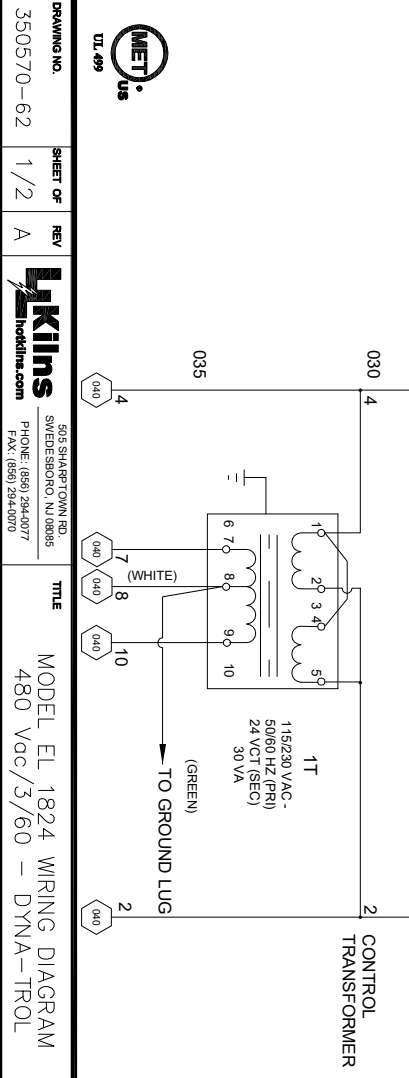 030
035
4
2
CONTROL
TRANSFORMER
1 2 3 4 5
6 7 8 9 10
1T
115/230 VAC -
50/60 HZ (PRI)
24 VCT (SEC)
30 VA
(WHITE)
(GREEN)
TO GROUND LUG
4
7
8
10
2
040
040
040
040
040
MET
®
US
UL 499
DRAWING NO.
350570-62
SHEET OF
1/2
REV
A
L&L Kilns
hotkilns.com
505 SHARPTOWN RD.
SWEDESBORO, NJ 08085
PHONE: (856) 294-0077
FAX: (856) 294-0070
TITLE
MODEL EL 1824 WIRING DIAGRAM
480 Vac/3/60 - DYNA-TROL